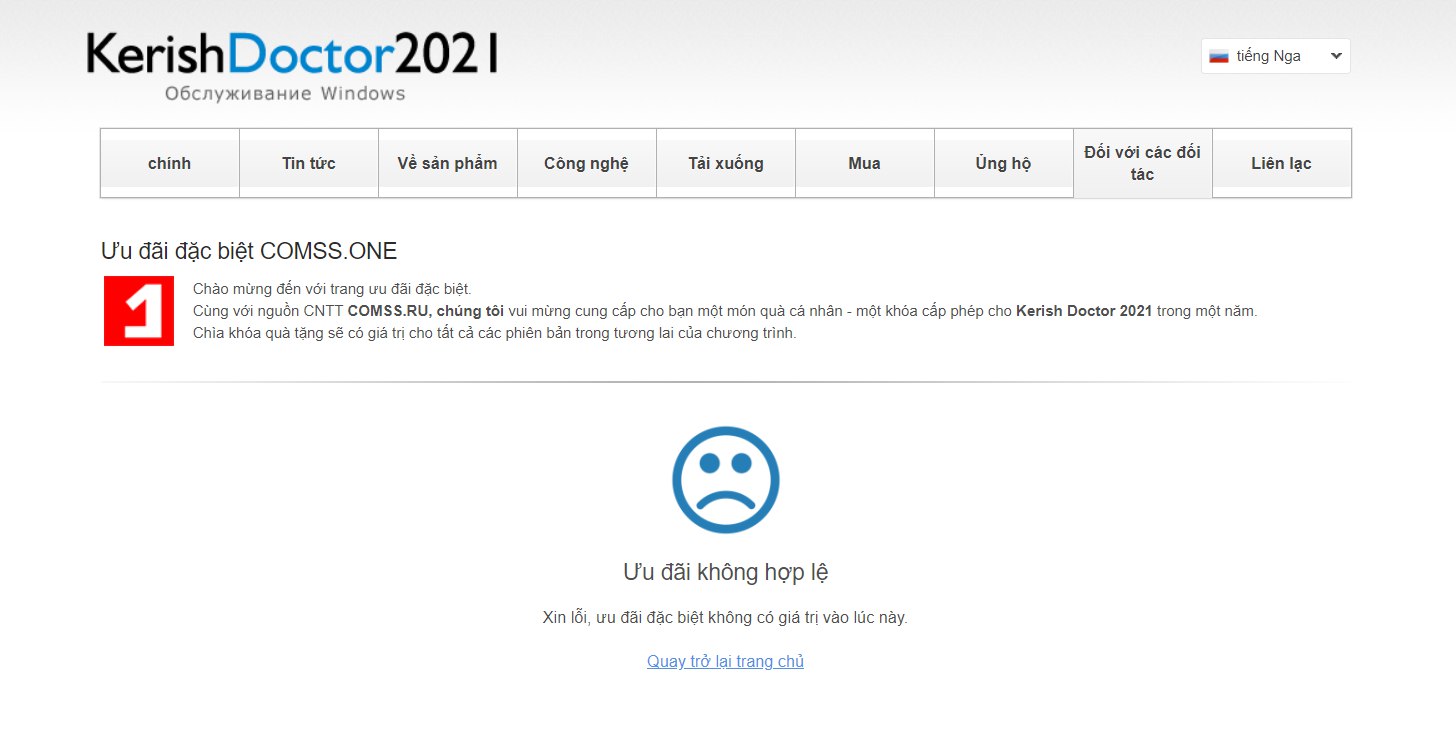 KerishDoctor2021
Обслуживание Windows
tiếng Nga
chính
Tin tức
Về sản phẩm
Công nghệ
Tải xuống
Mua
Ủng hộ
Đối với các đối
tác
Liên lạc
Ưu đãi đặc biệt COMSS.ONE
1
Chào mừng đến với trang ưu đãi đặc biệt.
Cùng với nguồn CNTT COMSS.RU, chúng tôi vui mừng cung cấp cho bạn một món quà cá nhân - một khóa cấp phép cho Kerish Doctor 2021 trong một năm.
Chìa khóa quà tặng sẽ có giá trị cho tất cả các phiên bản trong tương lai của chương trình.
Ưu đãi không hợp lệ
Xin lỗi, ưu đãi đặc biệt không có giá trị vào lúc này.
Quay trở lại trang chủ